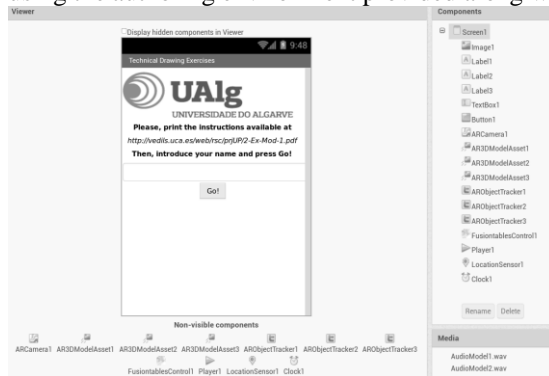 Viewer
Display hidden components in Viewer
9:48
Technical Drawing Exercises
UAlg
UNIVERSIDADE DO ALGARVE
Please, print the instructions available at
http://vedils.uca.es/web/rsc/prjUP/2-Ex-Mod-1.pdf
Then, introduce your name and press Go!
Go!
Non-visible components
ARCamera1 AR3DModelAsset1 AR3DModelAsset2 AR3DModelAsset3 ARObjectTracker1 ARObjectTracker2 ARObjectTracker3
FusiontablesControl1 Player1 LocationSensor1 Clock1
Components
Screen1
Image1
Label1
Label2
Label3
TextBox1
Button1
ARCamera1
AR3DModelAsset1
AR3DModelAsset2
AR3DModelAsset3
ARObjectTracker1
ARObjectTracker2
ARObjectTracker3
FusiontablesControl1
Player1
LocationSensor1
Clock1
Rename Delete
Media
AudioModel1.wav
AudioModel2.wav